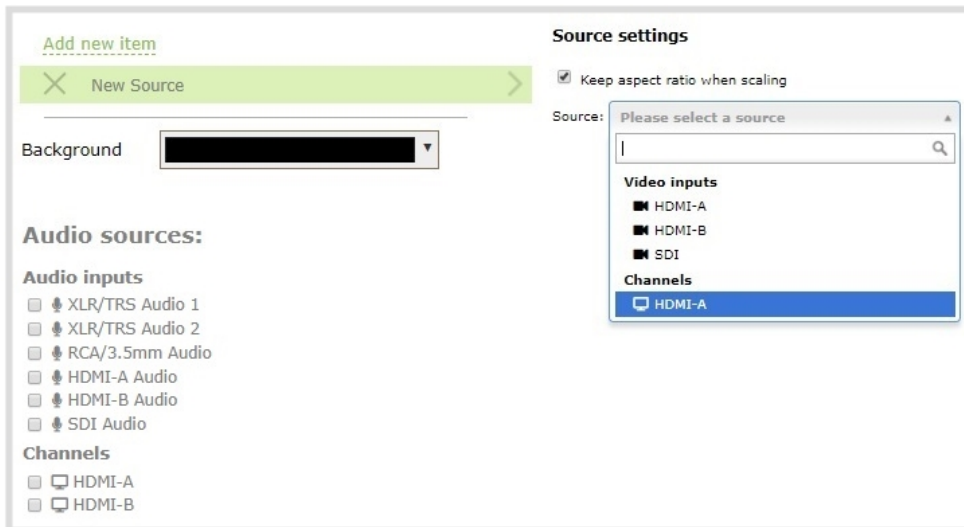 Add new item
New Source
Background
Audio sources:
Audio inputs
XLR/TRS Audio 1
XLR/TRS Audio 2
RCA/3.5mm Audio
HDMI-A Audio
HDMI-B Audio
SDI Audio
Channels
HDMI-A
HDMI-B
Source settings
Keep aspect ratio when scaling
Source: Please select a source
Video inputs
HDMI-A
HDMI-B
SDI
Channels
HDMI-A